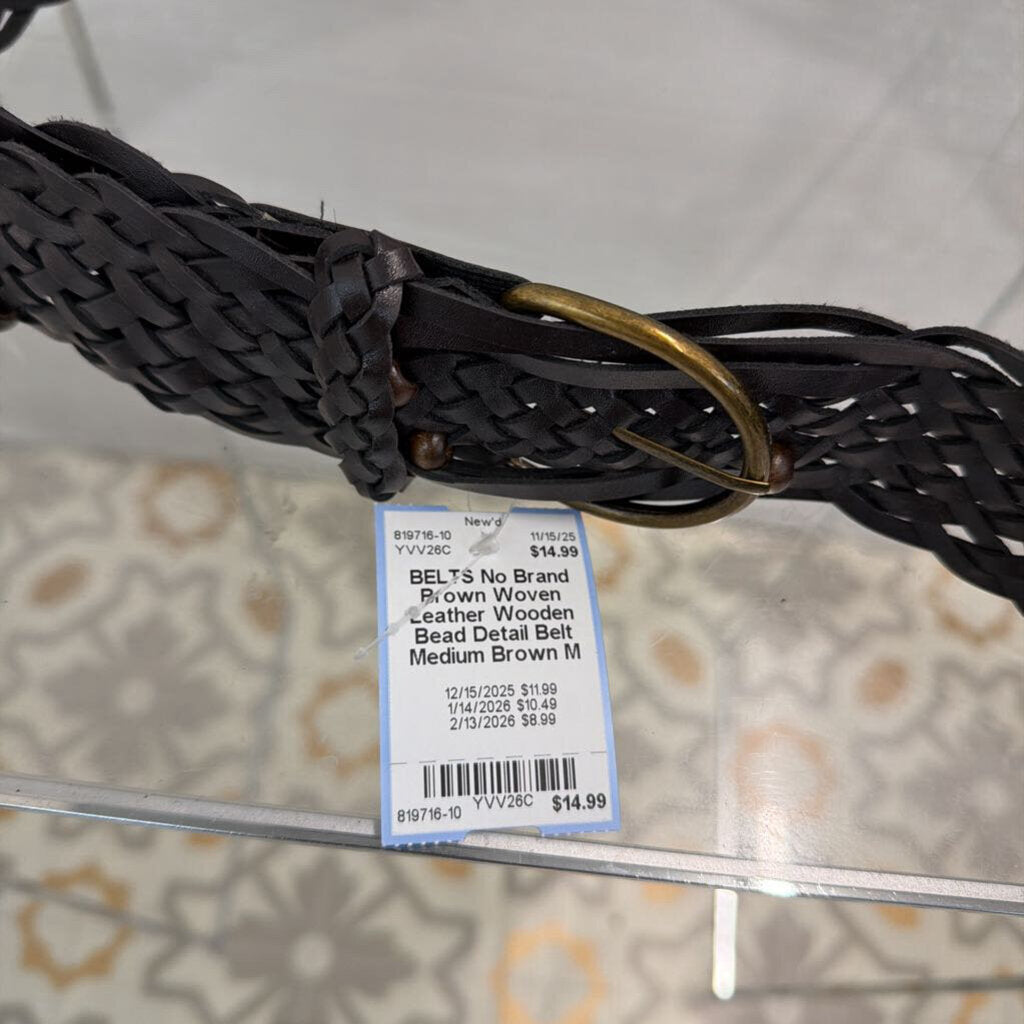 New'd
819716-10 11/15/25
YVV26C $14.99
BELTS No Brand
Brown Woven
Leather Wooden
Bead Detail Belt
Medium Brown M
12/15/2025 $11.99
1/14/2026 $10.49
2/13/2026 $8.99
819716-10 YVV26C $14.99